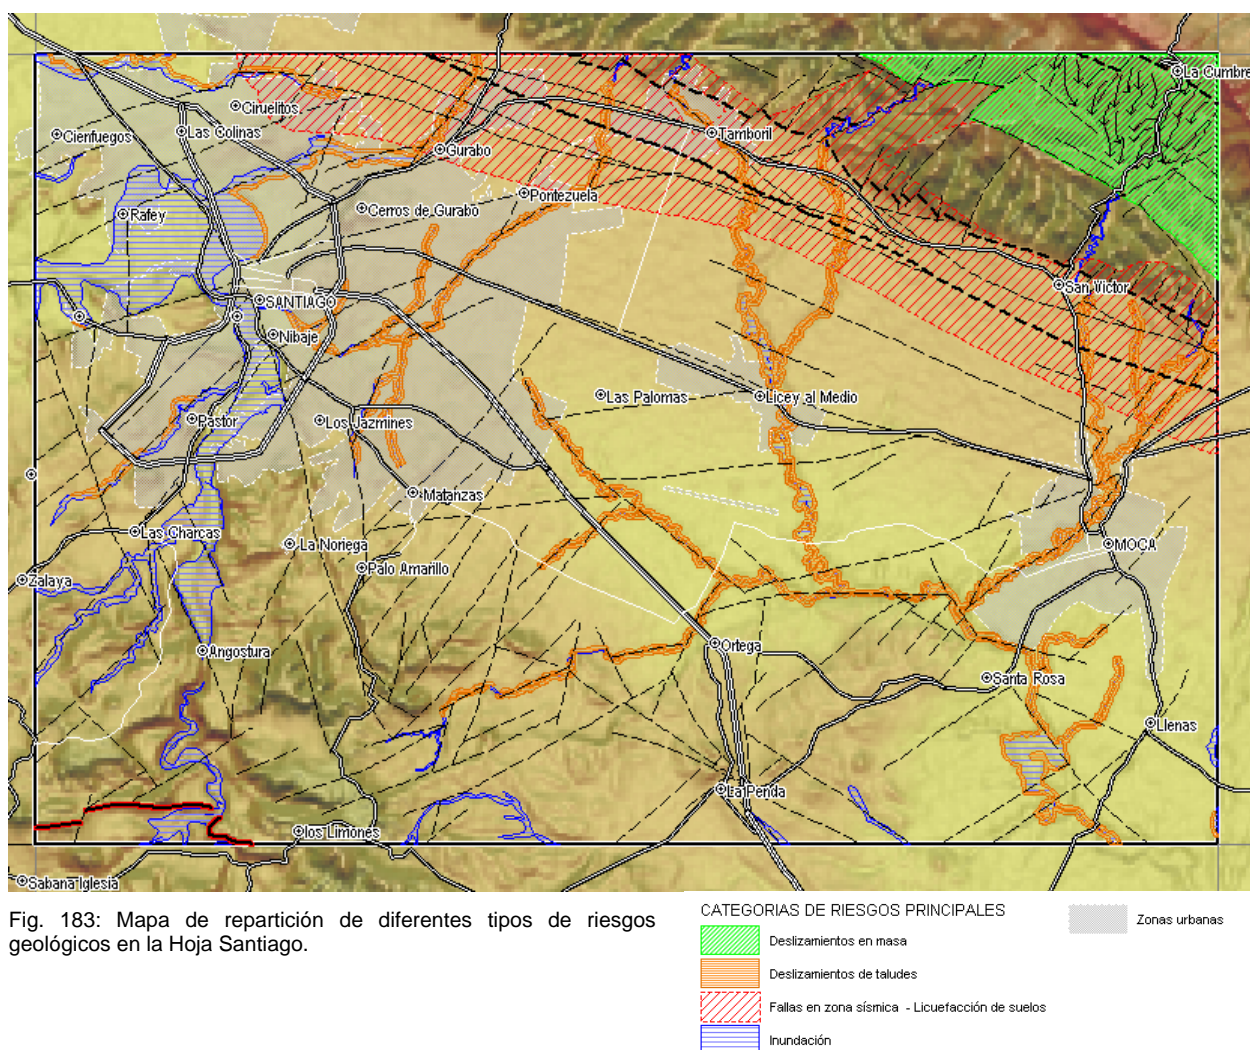 La Cumbre
Ciruelitos
Cienfuegos
Las Colinas
Tamboril
Gurabo
Pontezuela
Rafey
Cerros de Gurabo
San Victor
SANTIAGO
Nibaje
Las Palomas
Licey al Medio
Pastor
Los Jazmines
Matanzas
Las Charcas
La Noriega
MOCA
Palo Amarillo
Zalaya
Ortega
Angostura
Santa Rosa
Llenas
La Penda
los Limones
Sabana Iglesia
Fig. 183: Mapa de repartición de diferentes tipos de riesgos
geológicos en la Hoja Santiago.
CATEGORIAS DE RIESGOS PRINCIPALES
Zonas urbanas
Deslizamientos en masa
Deslizamientos de taludes
Fallas en zona sísmica - Licuefacción de suelos
Inundación